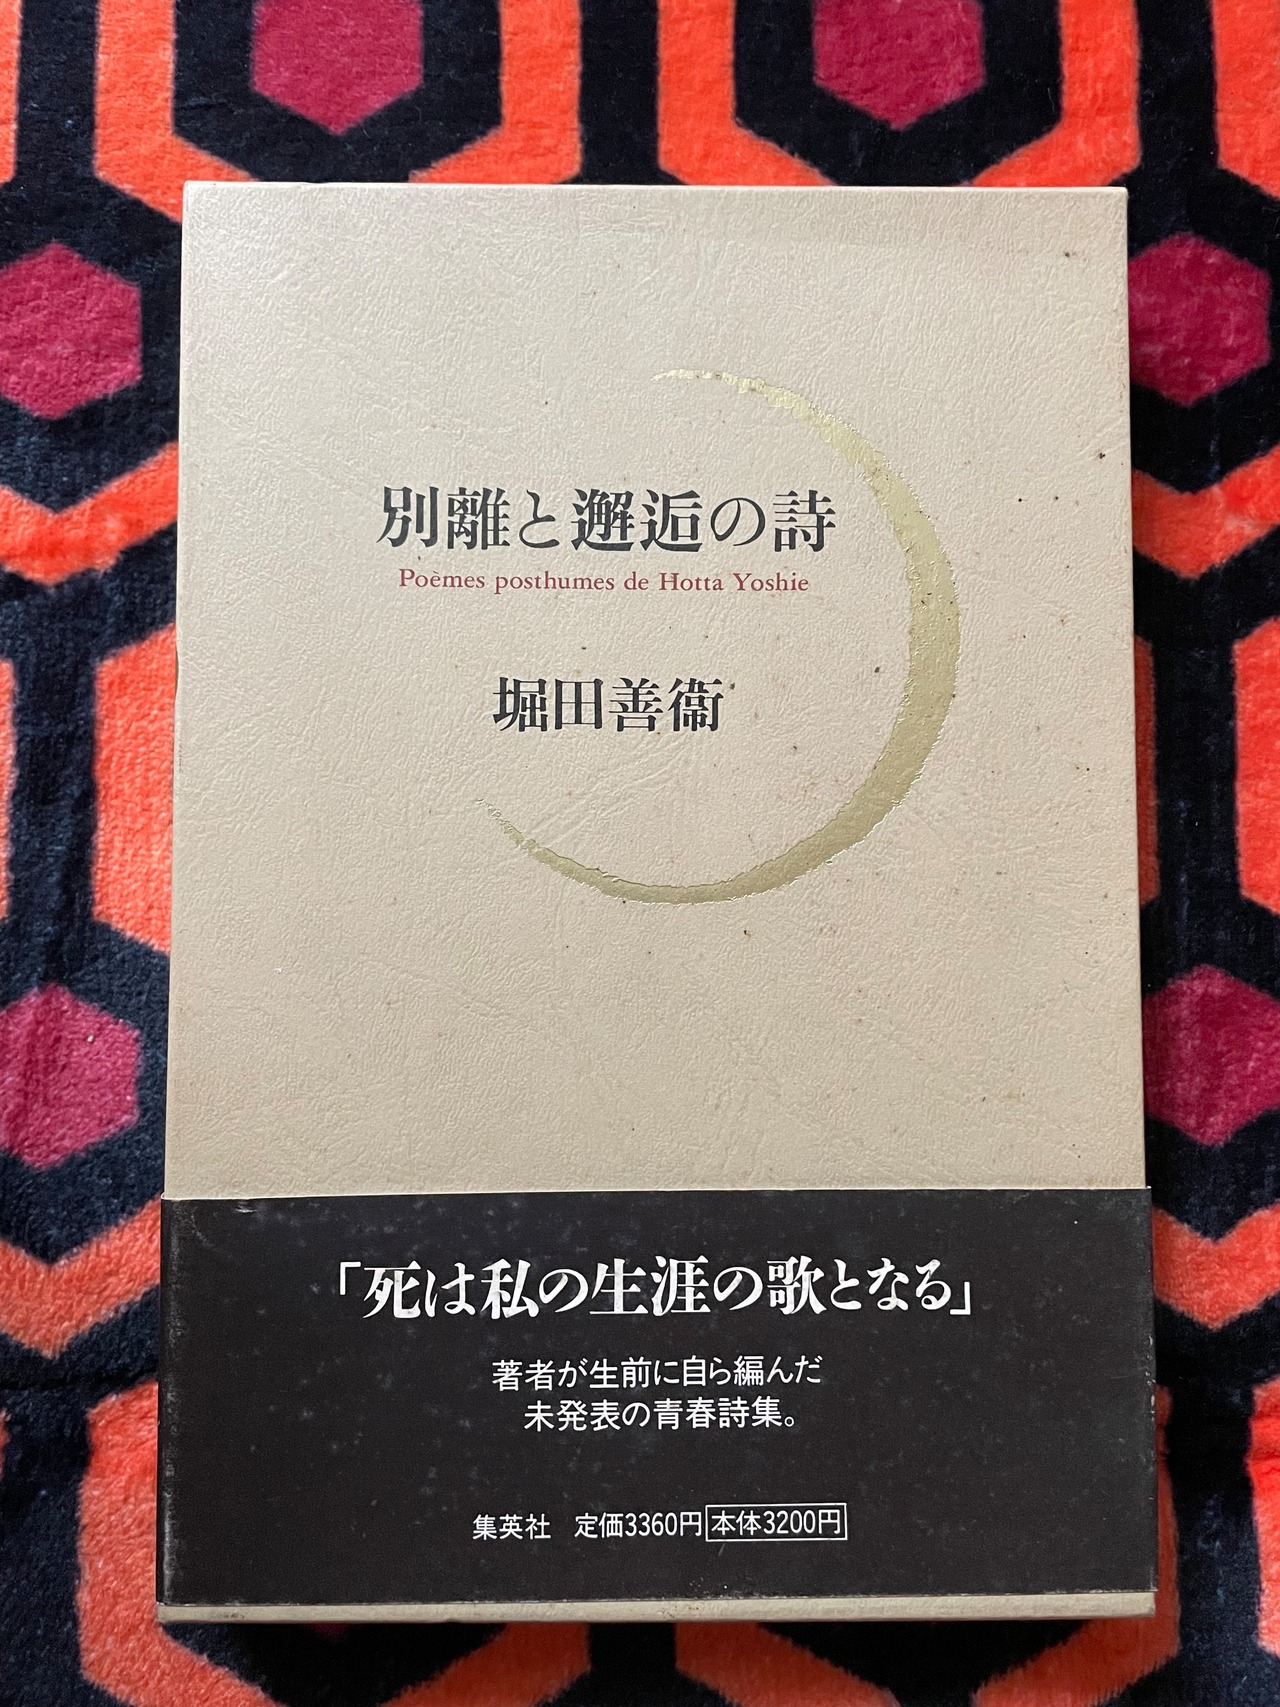 別離と邂逅の詩
Poèmes posthumes de Hotta Yoshie
堀田善衞
「死は私の生涯の歌となる」
著者が生前に自ら編んだ
未発表の青春詩集。
集英社　定価3360円 本体3200円